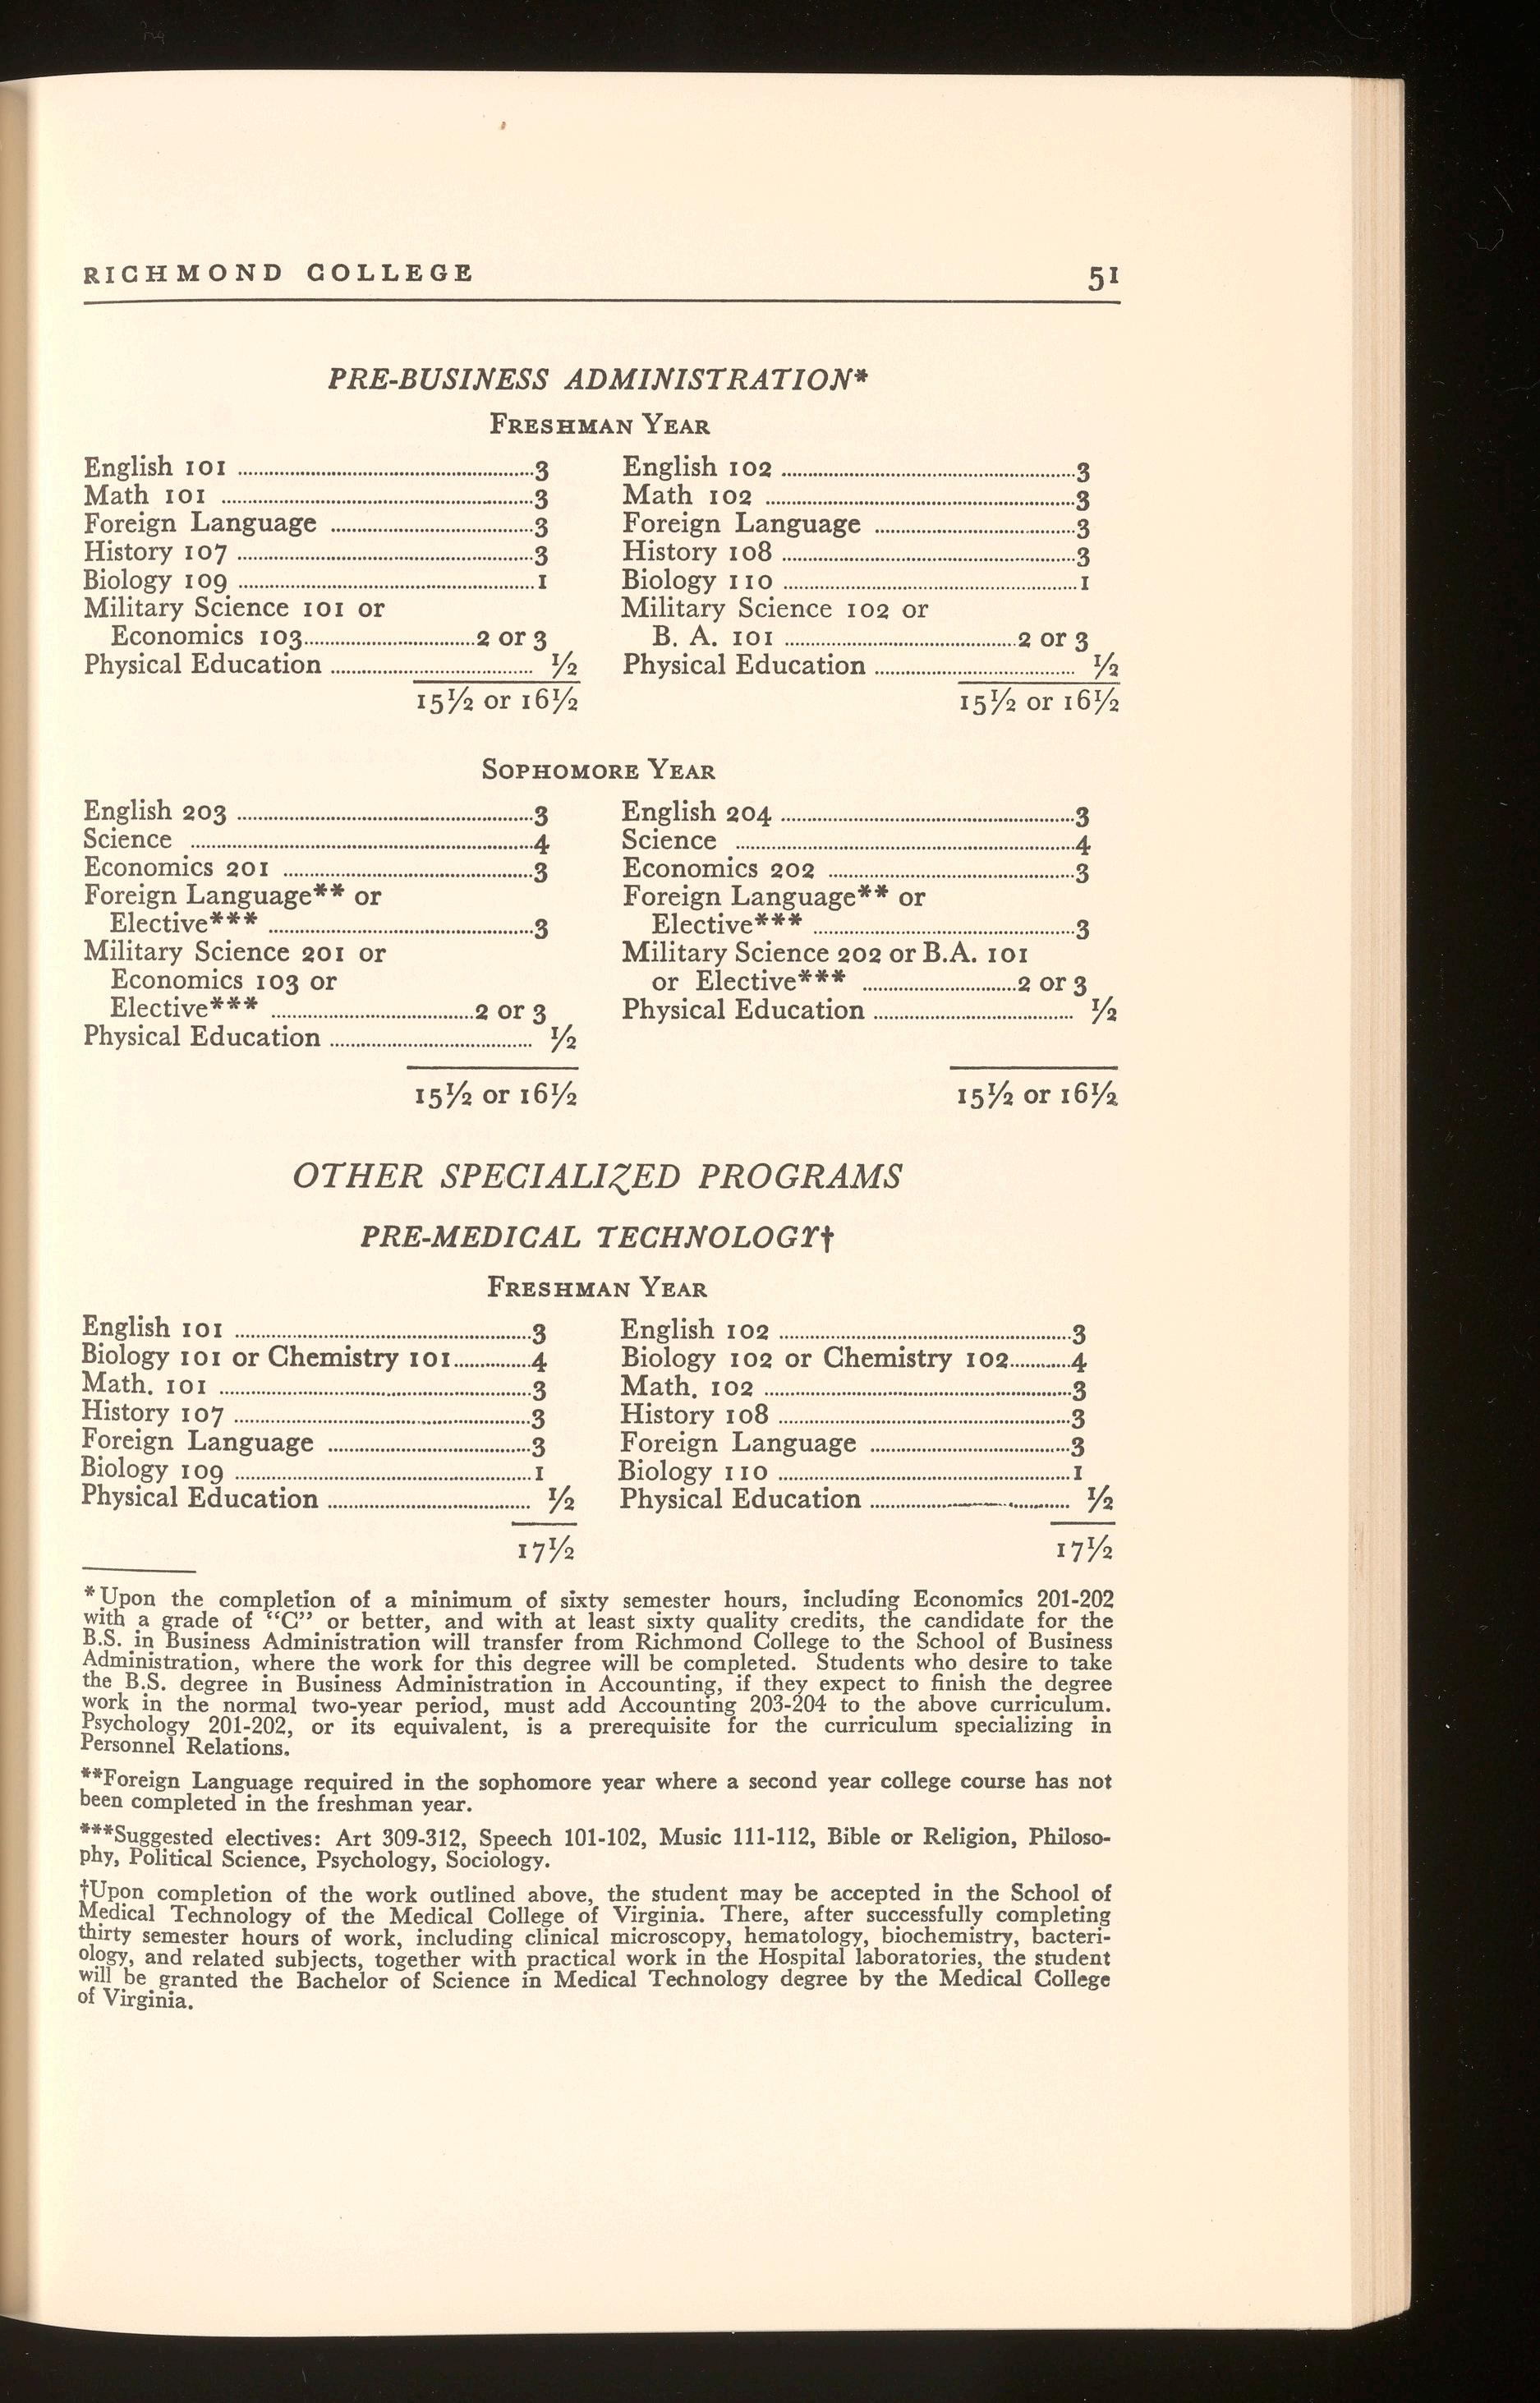 RICHMOND COLLEGE 51
PRE-BUSINESS ADMINISTRATION*
FRESHMAN YEAR
English 101 ........ 3 English 102 ........ 3
Math 101 ........ 3 Math 102 ........ 3
Foreign Language ........ 3 Foreign Language ........ 3
History 107 ........ 3 History 108 ........ 3
Biology 109 ........ 1 Biology 110 ........ 1
Military Science 101 or Military Science 102 or
Economics 103 ........ 2 or 3 B. A. 101 ........ 2 or 3
Physical Education ........ ½ Physical Education ........ ½
15½ or 16½ 15½ or 16½
SOPHOMORE YEAR
English 203 ........ 3 English 204 ........ 3
Science ........ 4 Science ........ 4
Economics 201 ........ 3 Economics 202 ........ 3
Foreign Language** or Foreign Language** or
Elective*** ........ 3 Elective*** ........ 3
Military Science 201 or Military Science 202 or B.A. 101
Economics 103 or or Elective*** ........ 2 or 3
Elective*** ........ 2 or 3 Physical Education ........ ½
Physical Education ........ ½
15½ or 16½ 15½ or 16½
OTHER SPECIALIZED PROGRAMS
PRE-MEDICAL TECHNOLOGY†
FRESHMAN YEAR
English 101 ........ 3 English 102 ........ 3
Biology 101 or Chemistry 101 ........ 4 Biology 102 or Chemistry 102 ........ 4
Math. 101 ........ 3 Math. 102 ........ 3
History 107 ........ 3 History 108 ........ 3
Foreign Language ........ 3 Foreign Language ........ 3
Biology 109 ........ 1 Biology 110 ........ 1
Physical Education ........ ½ Physical Education ........ ½
17½ 17½
*Upon the completion of a minimum of sixty semester hours, including Economics 201-202
with a grade of "C" or better, and with at least sixty quality credits, the candidate for the
B.S. in Business Administration will transfer from Richmond College to the School of Business
Administration, where the work for this degree will be completed. Students who desire to take
the B.S. degree in Business Administration in Accounting, if they expect to finish the degree
work in the normal two-year period, must add Accounting 203-204 to the above curriculum.
Psychology 201-202, or its equivalent, is a prerequisite for the curriculum specializing in
Personnel Relations.
**Foreign Language required in the sophomore year where a second year college course has not
been completed in the freshman year.
***Suggested electives: Art 309-312, Speech 101-102, Music 111-112, Bible or Religion, Philoso-
phy, Political Science, Psychology, Sociology.
†Upon completion of the work outlined above, the student may be accepted in the School of
Medical Technology of the Medical College of Virginia. There, after successfully completing
thirty semester hours of work, including clinical microscopy, hematology, biochemistry, bacteri-
ology, and related subjects, together with practical work in the Hospital laboratories, the student
will be granted the Bachelor of Science in Medical Technology degree by the Medical College
of Virginia.